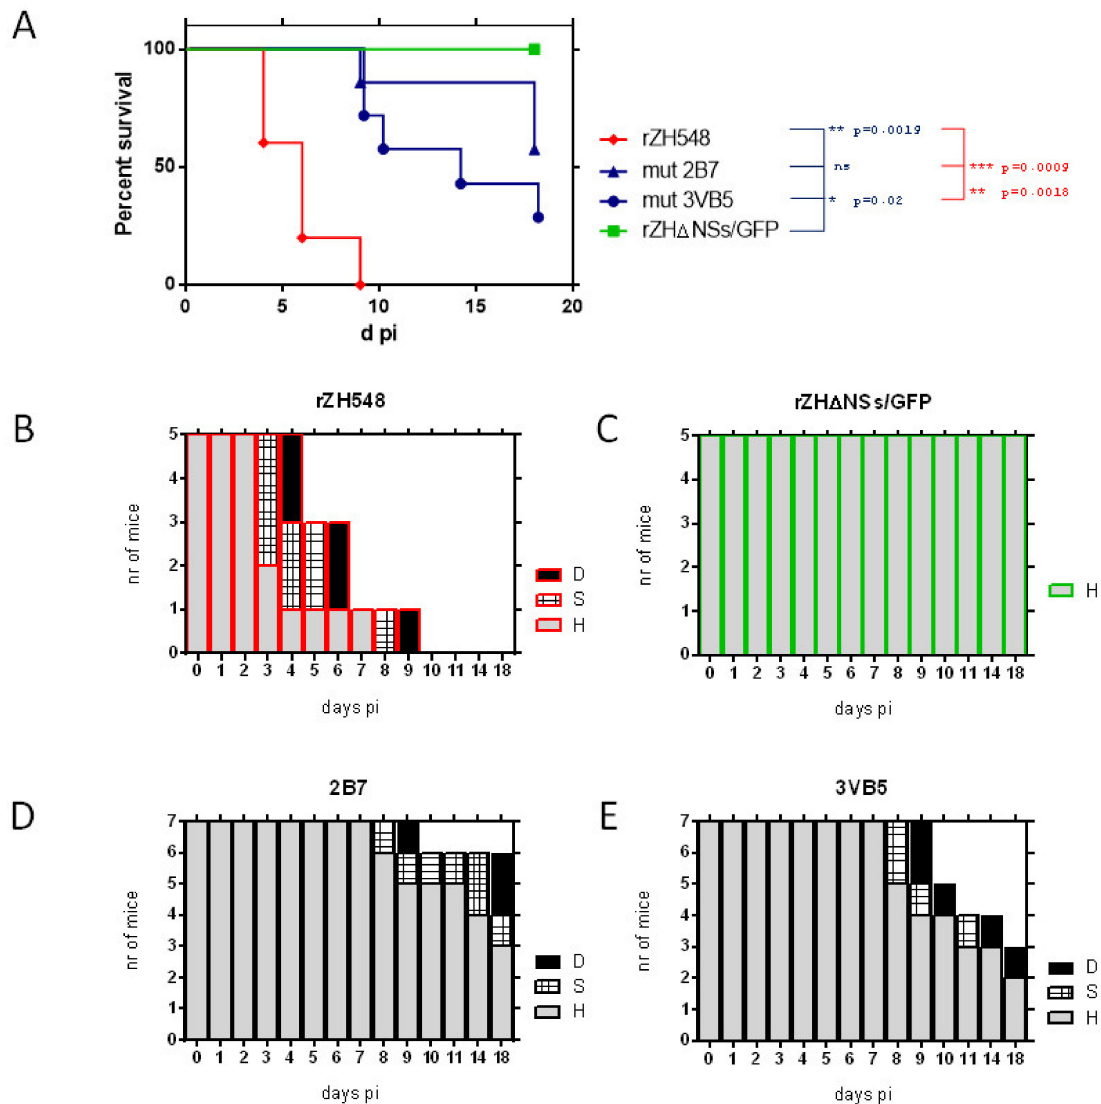 A
Percent survival
100
50
0
0 5 10 15 20
d pi
rZH548
mut 2B7
mut 3VB5
rZHΔNSs/GFP
** p=0.0019
ns
* p=0.02
*** p=0.0009
** p=0.0018
B
rZH548
nr of mice
5
4
3
2
1
0
0 1 2 3 4 5 6 7 8 9 10 11 14 18
days pi
D
S
H
C
rZHΔNSs/GFP
nr of mice
5
4
3
2
1
0
0 1 2 3 4 5 6 7 8 9 10 11 14 18
days pi
H
D
2B7
nr of mice
7
6
5
4
3
2
1
0
0 1 2 3 4 5 6 7 8 9 10 11 14 18
days pi
D
S
H
E
3VB5
nr of mice
7
6
5
4
3
2
1
0
0 1 2 3 4 5 6 7 8 9 10 11 14 18
days pi
D
S
H